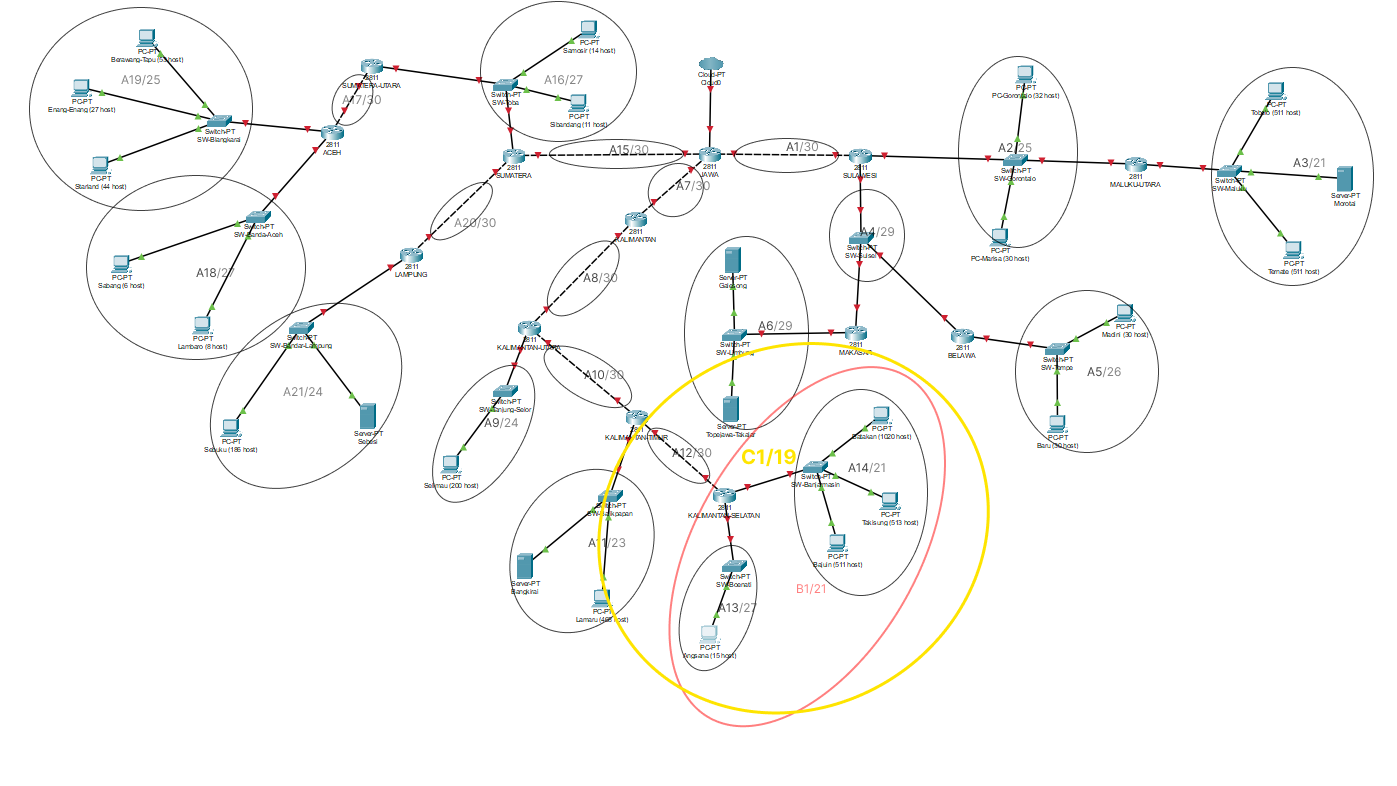 PC-PT
Berawang-Tapu (55 host)
A19/25
PC-PT
Enang-Enang (27 host)
Switch-PT
SW-Blangkarai
PC-PT
Starland (44 host)
2811
SUMATERA-UTARA
A17/30
2811
ACEH
PC-PT
Samosir (14 host)
A16/27
Switch-PT
SW-Toba
PC-PT
Sibandang (11 host)
Cloud-PT
Cloud0
A15/30
2811
SUMATERA
2811
JAWA
A1/30
2811
SULAWESI
PC-PT
PC-Gorontalo (32 host)
A2/25
Switch-PT
SW-Gorontalo
PC-PT
PC-Marisa (30 host)
2811
MALUKU-UTARA
PC-PT
Tobelo (511 host)
A3/21
Switch-PT
SW-Maluku
Server-PT
Morotai
PC-PT
Ternate (511 host)
Switch-PT
SW-Banda-Aceh
A18/27
PC-PT
Sabang (6 host)
PC-PT
Lambaro (8 host)
A20/30
2811
LAMPUNG
A7/30
2811
KALIMANTAN
A8/30
A4/29
Switch-PT
SW-Sulsel
Server-PT
Galesong
A6/29
Switch-PT
Server-PT
Topejawa-Takalar
2811
MAKASAR
2811
BELAWA
PC-PT
Madini (30 host)
Switch-PT
SW-Tempe
A5/26
PC-PT
Baru (30 host)
Switch-PT
SW-Bandar-Lampung
A21/24
PC-PT
Sebuku (186 host)
Server-PT
Sebesi
2811
KALIMANTAN-UTARA
A10/30
Switch-PT
SW-Tanjung-Selor
A9/24
PC-PT
Selimau (200 host)
2811
KALIMANTAN-TIMUR
A12/30
C1/19
2811
KALIMANTAN-SELATAN
PC-PT
Batakan (1020 host)
Switch-PT
SW-Banjarmasin
A14/21
PC-PT
Takisung (513 host)
PC-PT
Bajuin (511 host)
Switch-PT
SW-Balikpapan
A11/23
Server-PT
Bangkirai
PC-PT
Lamaru
Switch-PT
SW-Boenati
B1/21
A13/27
PC-PT
Angsana (15 host)